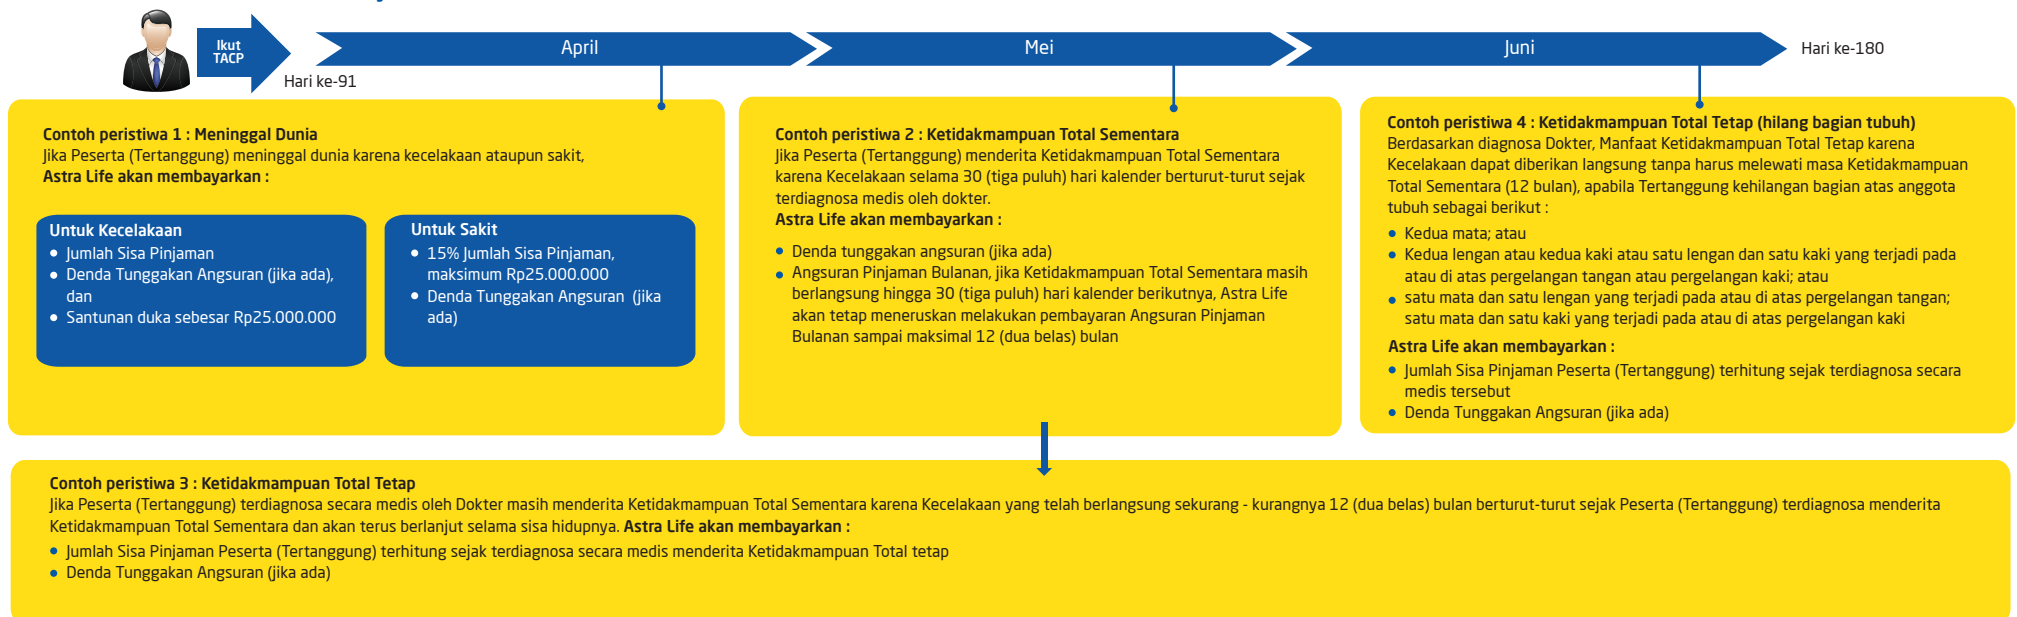 Ikut
TACP
April
Mei
Juni
Hari ke-180
Hari ke-91
Contoh peristiwa 1 : Meninggal Dunia
Jika Peserta (Tertanggung) meninggal dunia karena kecelakaan ataupun sakit,
Astra Life akan membayarkan :
Untuk Kecelakaan
• Jumlah Sisa Pinjaman
• Denda Tunggakan Angsuran (jika ada),
dan
• Santunan duka sebesar Rp25.000.000
Untuk Sakit
• 15% Jumlah Sisa Pinjaman,
maksimum Rp25.000.000
• Denda Tunggakan Angsuran (jika
ada)
Contoh peristiwa 2 : Ketidakmampuan Total Sementara
Jika Peserta (Tertanggung) menderita Ketidakmampuan Total Sementara
karena Kecelakaan selama 30 (tiga puluh) hari kalender berturut-turut sejak
terdiagnosa medis oleh dokter.
Astra Life akan membayarkan :
• Denda tunggakan angsuran (jika ada)
• Angsuran Pinjaman Bulanan, jika Ketidakmampuan Total Sementara masih
berlangsung hingga 30 (tiga puluh) hari kalender berikutnya, Astra Life
akan tetap meneruskan melakukan pembayaran Angsuran Pinjaman
Bulanan sampai maksimal 12 (dua belas) bulan
Contoh peristiwa 4 : Ketidakmampuan Total Tetap (hilang bagian tubuh)
Berdasarkan diagnosa Dokter, Manfaat Ketidakmampuan Total Tetap karena
Kecelakaan dapat diberikan langsung tanpa harus melewati masa Ketidakmampuan
Total Sementara (12 bulan), apabila Tertanggung kehilangan bagian atas anggota
tubuh sebagai berikut :
• Kedua mata; atau
• Kedua lengan atau kedua kaki atau satu lengan dan satu kaki yang terjadi pada
atau di atas pergelangan tangan atau pergelangan kaki; atau
• satu mata dan satu lengan yang terjadi pada atau di atas pergelangan tangan;
satu mata dan satu kaki yang terjadi pada atau di atas pergelangan kaki
Astra Life akan membayarkan :
• Jumlah Sisa Pinjaman Peserta (Tertanggung) terhitung sejak terdiagnosa secara
medis tersebut
• Denda Tunggakan Angsuran (jika ada)
Contoh peristiwa 3 : Ketidakmampuan Total Tetap
Jika Peserta (Tertanggung) terdiagnosa secara medis oleh Dokter masih menderita Ketidakmampuan Total Sementara karena Kecelakaan yang telah berlangsung sekurang - kurangnya 12 (dua belas) bulan berturut-turut sejak Peserta (Tertanggung) terdiagnosa menderita
Ketidakmampuan Total Sementara dan akan terus berlanjut selama sisa hidupnya. Astra Life akan membayarkan :
• Jumlah Sisa Pinjaman Peserta (Tertanggung) terhitung sejak terdiagnosa secara medis menderita Ketidakmampuan Total tetap
• Denda Tunggakan Angsuran (jika ada)